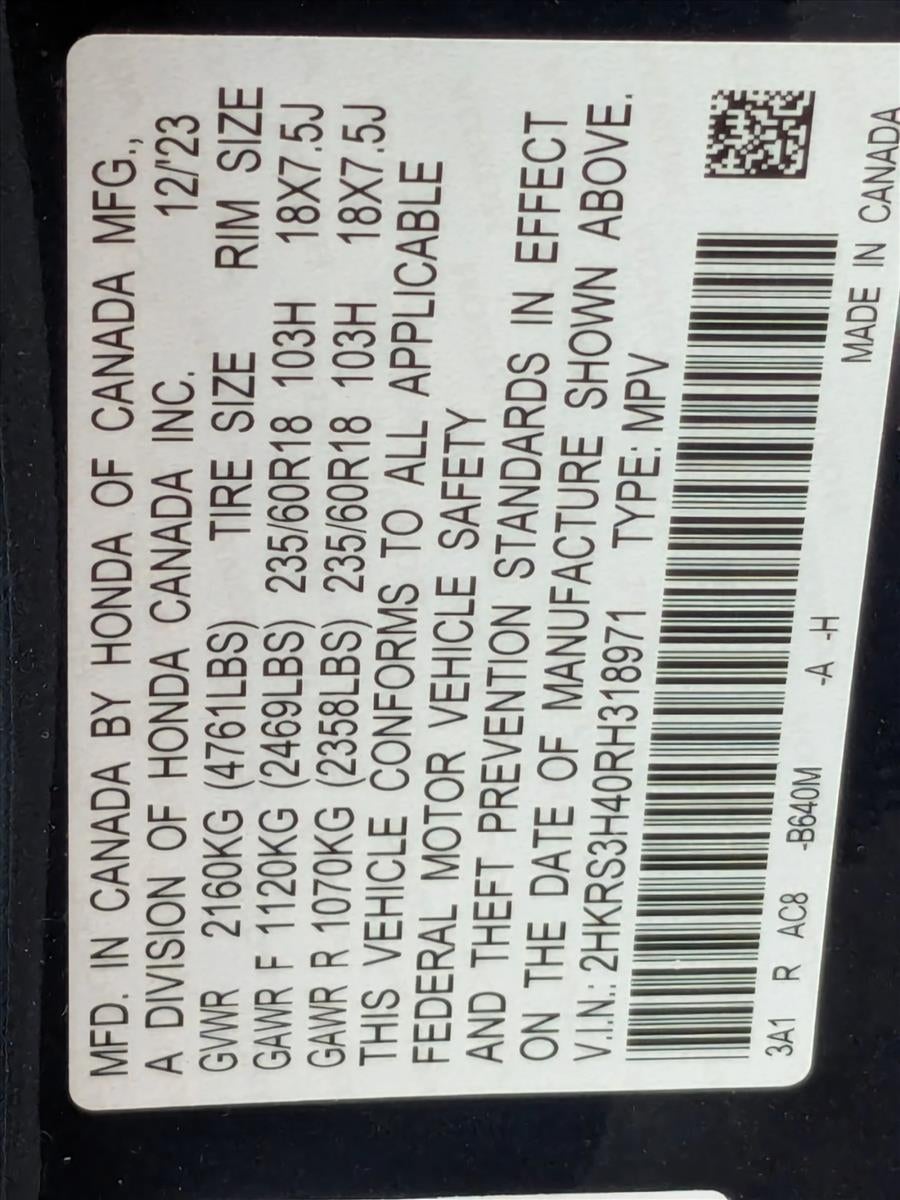 MFD. IN CANADA BY HONDA OF CANADA MFG.,
A DIVISION OF HONDA CANADA INC. 12/'23
GVWR 2160KG (4761LBS) TIRE SIZE RIM SIZE
GAWR F 1120KG (2469LBS) 235/60R18 103H 18X7.5J
GAWR R 1070KG (2358LBS) 235/60R18 103H 18X7.5J
THIS VEHICLE CONFORMS TO ALL APPLICABLE
FEDERAL MOTOR VEHICLE SAFETY
AND THEFT PREVENTION STANDARDS IN EFFECT
ON THE DATE OF MANUFACTURE SHOWN ABOVE.
V.I.N.: 2HKRS3H40RH318971 TYPE: MPV
3A1 R AC8 -B640M -A -H
MADE IN CANADA